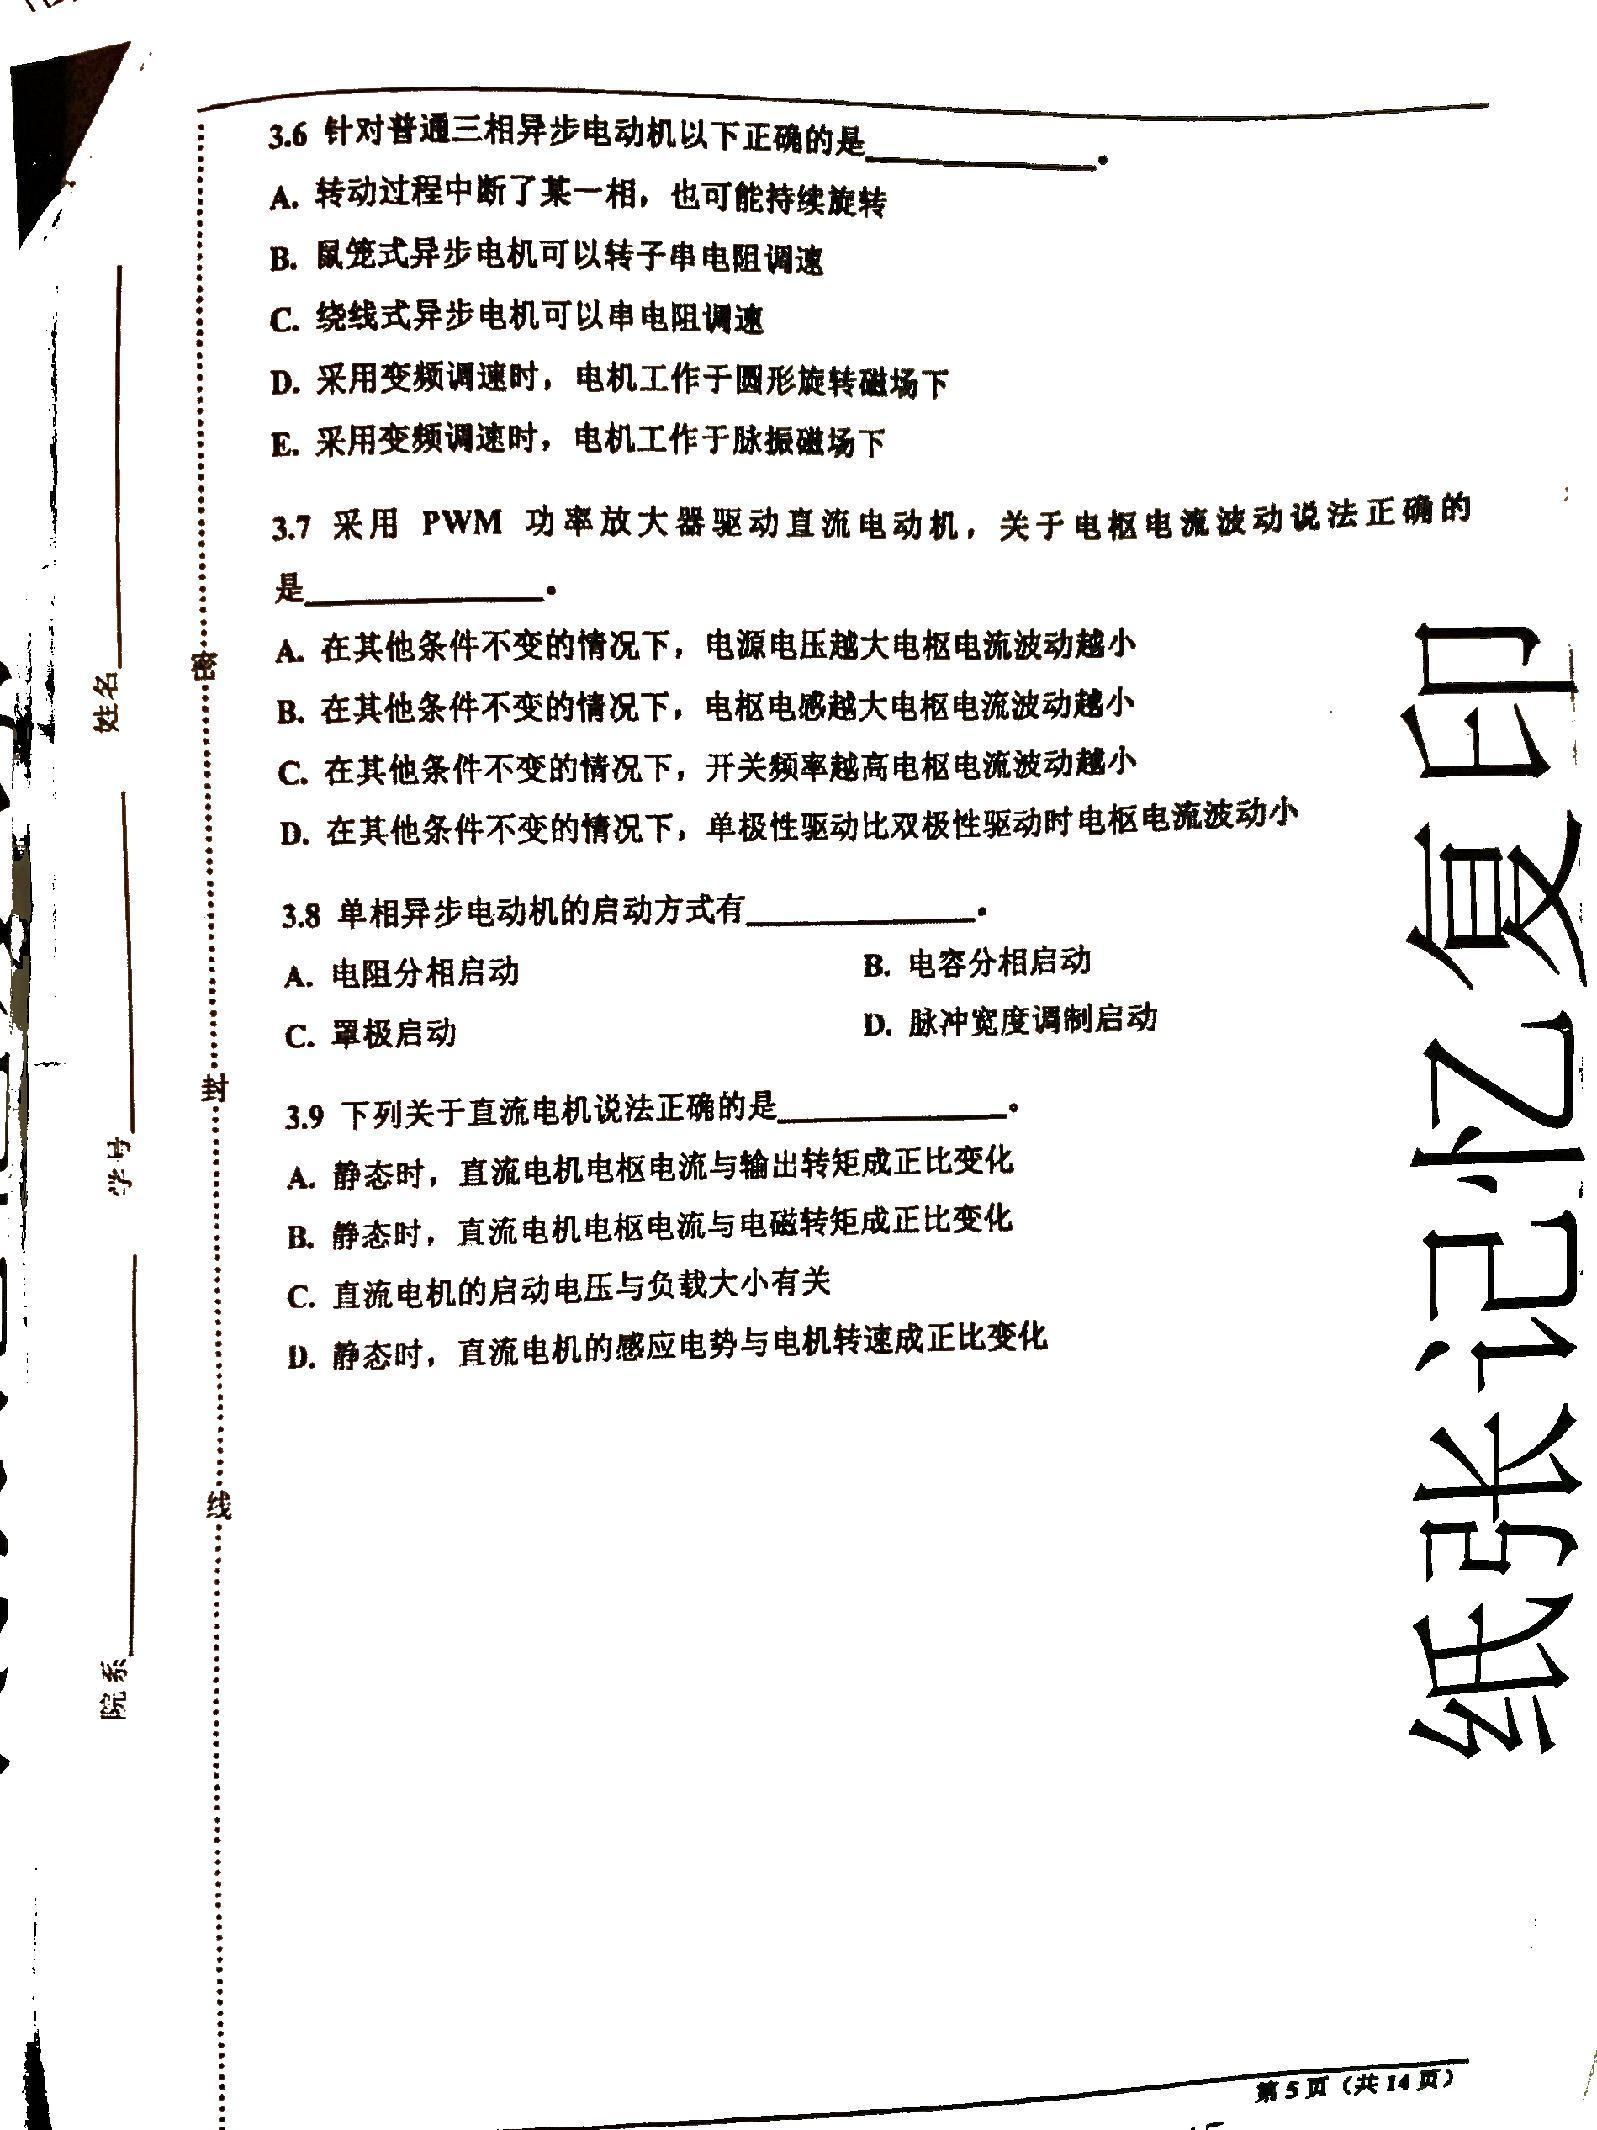 3.6 针对普通三相异步电动机以下正确的是____________。
A. 转动过程中断了某一相，也可能持续旋转
B. 鼠笼式异步电机可以转子串电阻调速
C. 绕线式异步电机可以串电阻调速
D. 采用变频调速时，电机工作于圆形旋转磁场下
E. 采用变频调速时，电机工作于脉振磁场下
3.7 采用 PWM 功率放大器驱动直流电动机，关于电枢电流波动说法正确的
是____________。
A. 在其他条件不变的情况下，电源电压越大电枢电流波动越小
B. 在其他条件不变的情况下，电枢电感越大电枢电流波动越小
C. 在其他条件不变的情况下，开关频率越高电枢电流波动越小
D. 在其他条件不变的情况下，单极性驱动比双极性驱动时电枢电流波动小
3.8 单相异步电动机的启动方式有____________。
A. 电阻分相启动 B. 电容分相启动
C. 罩极启动 D. 脉冲宽度调制启动
3.9 下列关于直流电机说法正确的是____________。
A. 静态时，直流电机电枢电流与输出转矩成正比变化
B. 静态时，直流电机电枢电流与电磁转矩成正比变化
C. 直流电机的启动电压与负载大小有关
D. 静态时，直流电机的感应电势与电机转速成正比变化
第 5 页（共 14 页）
密
封
线
姓名
学号
院系
纸张记忆复印